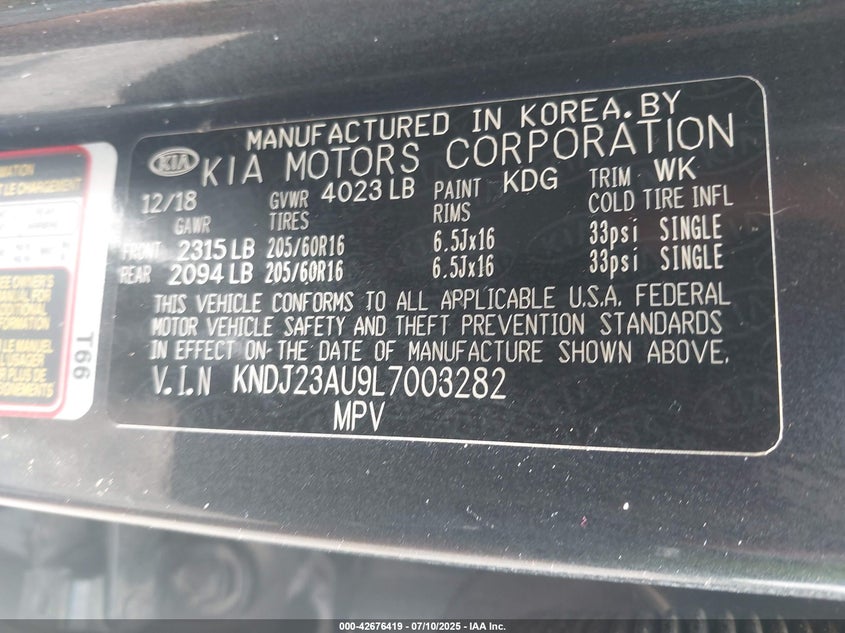 MANUFACTURED IN KOREA. BY
KIA KIA MOTORS CORPORATION
12/18 GVWR 4023 LB PAINT KDG TRIM WK
GAWR TIRES RIMS COLD TIRE INFL
FRONT 2315 LB 205/60R16 6.5Jx16 33psi SINGLE
REAR 2094 LB 205/60R16 6.5Jx16 33psi SINGLE
THIS VEHICLE CONFORMS TO ALL APPLICABLE U.S.A. FEDERAL
MOTOR VEHICLE SAFETY AND THEFT PREVENTION STANDARDS
IN EFFECT ON THE DATE OF MANUFACTURE SHOWN ABOVE.
V.I.N KNDJ23AU9L7003282
MPV
T66
000-42676419 - 07/10/2025 - IAA Inc.